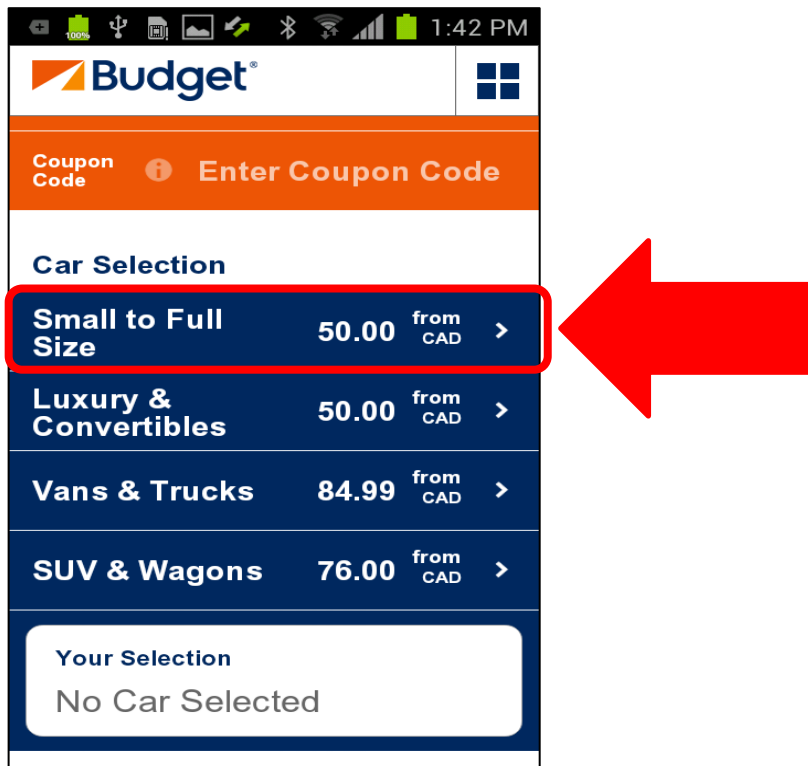 100%
1:42 PM
Budget®
Coupon
Code
i
Enter Coupon Code
Car Selection
Small to Full
Size
50.00 from
CAD
Luxury &
Convertibles
50.00 from
CAD
Vans & Trucks
84.99 from
CAD
SUV & Wagons
76.00 from
CAD
Your Selection
No Car Selected